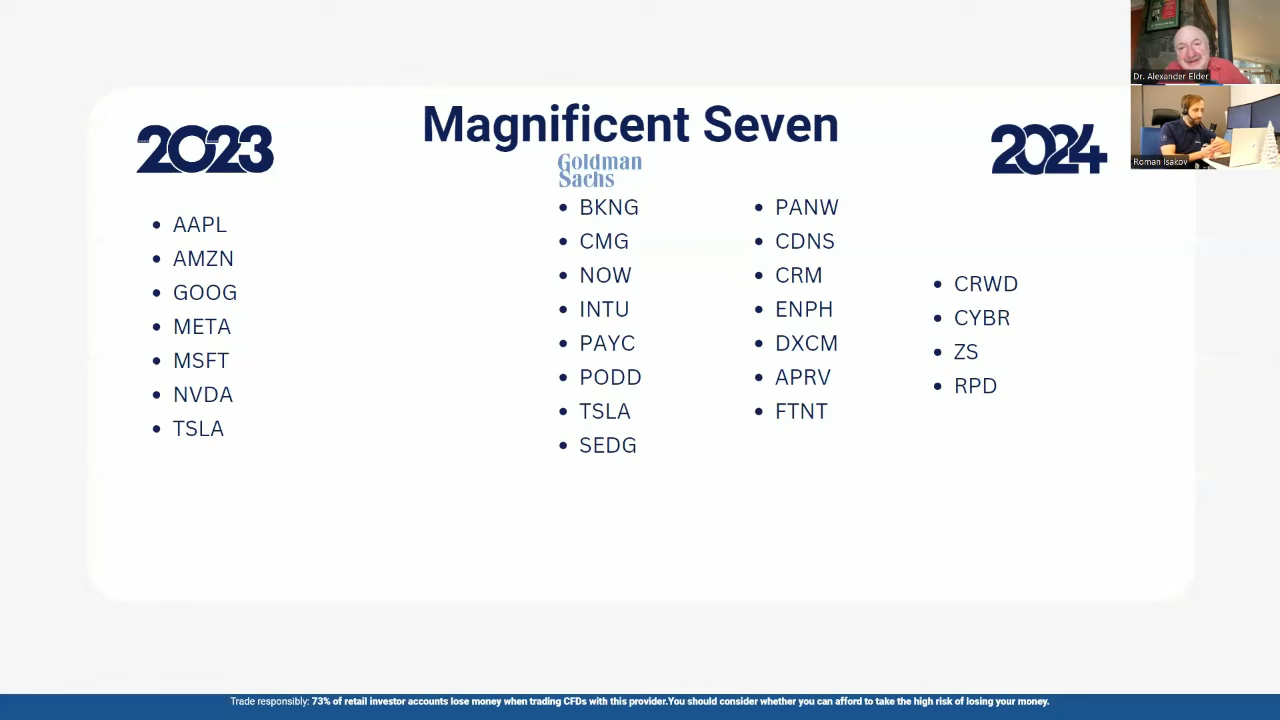 Magnificent Seven
2023
2024
Goldman
Sachs
• AAPL
• AMZN
• GOOG
• META
• MSFT
• NVDA
• TSLA
• BKNG
• CMG
• NOW
• INTU
• PAYC
• PODD
• TSLA
• SEDG
• PANW
• CDNS
• CRM
• ENPH
• DXCM
• APRV
• FTNT
• CRWD
• CYBR
• ZS
• RPD
Dr. Alexander Elder
Roman Isakov
Trade responsibly: 73% of retail investor accounts lose money when trading CFDs with this provider.You should consider whether you can afford to take the high risk of losing your money.